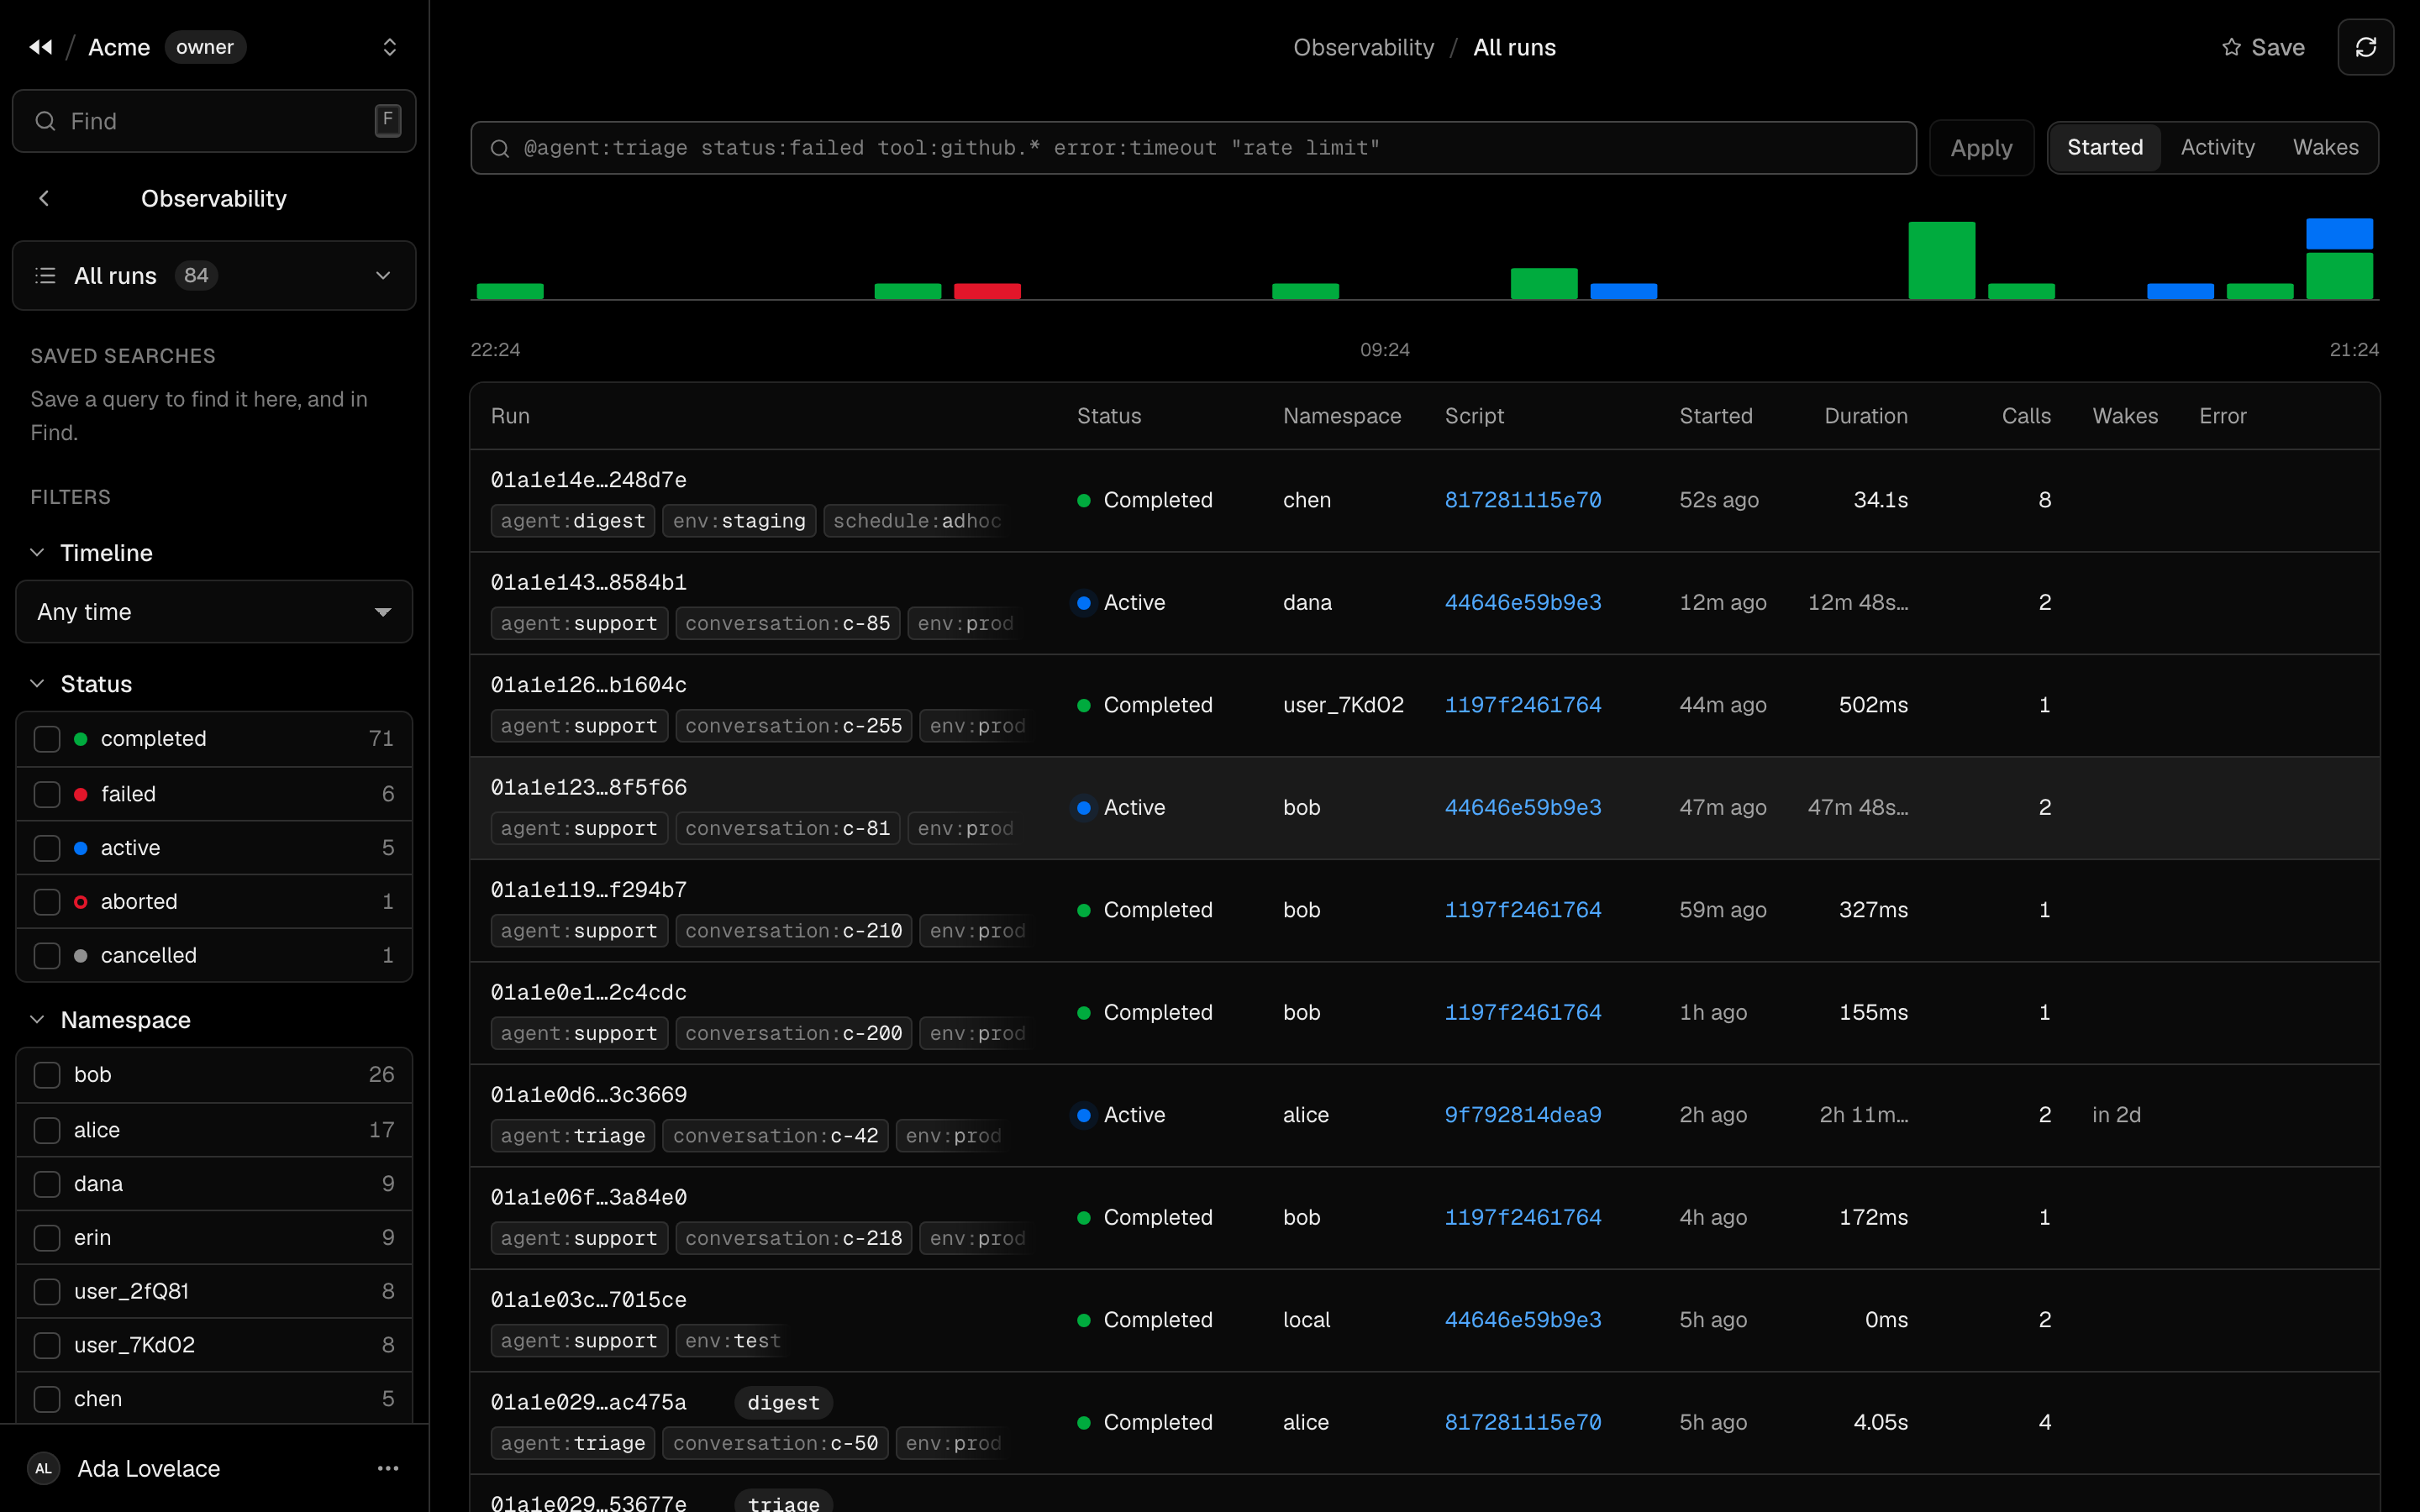 / Acme owner
Find F
Observability
All runs 84
SAVED SEARCHES
Save a query to find it here, and in
Find.
FILTERS
Timeline
Any time
Status
completed 71
failed 6
active 5
aborted 1
cancelled 1
Namespace
bob 26
alice 17
dana 9
erin 9
user_2fQ81 8
user_7KdO2 8
chen 5
AL Ada Lovelace
Observability / All runs
Save
@agent:triage status:failed tool:github.* error:timeout "rate limit"
Apply Started Activity Wakes
22:24 09:24 21:24
Run Status Namespace Script Started Duration Calls Wakes Error
01a1e14e…248d7e
agent:digest env:staging schedule:adhoc
Completed chen 817281115e70 52s ago 34.1s 8
01a1e143…8584b1
agent:support conversation:c-85 env:prod
Active dana 44646e59b9e3 12m ago 12m 48s… 2
01a1e126…b1604c
agent:support conversation:c-255 env:prod
Completed user_7KdO2 1197f2461764 44m ago 502ms 1
01a1e123…8f5f66
agent:support conversation:c-81 env:prod
Active bob 44646e59b9e3 47m ago 47m 48s… 2
01a1e119…f294b7
agent:support conversation:c-210 env:prod
Completed bob 1197f2461764 59m ago 327ms 1
01a1e0e1…2c4cdc
agent:support conversation:c-200 env:prod
Completed bob 1197f2461764 1h ago 155ms 1
01a1e0d6…3c3669
agent:triage conversation:c-42 env:prod
Active alice 9f792814dea9 2h ago 2h 11m… 2 in 2d
01a1e06f…3a84e0
agent:support conversation:c-218 env:prod
Completed bob 1197f2461764 4h ago 172ms 1
01a1e03c…7015ce
agent:support env:test
Completed local 44646e59b9e3 5h ago 0ms 2
01a1e029…ac475a digest
agent:triage conversation:c-50 env:prod
Completed alice 817281115e70 5h ago 4.05s 4
01a1e029…53677e triage